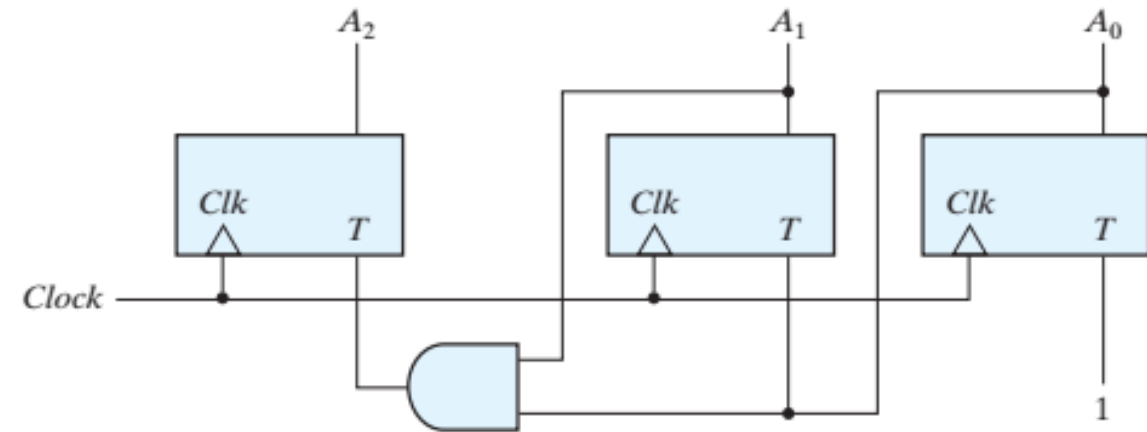 A₂ A₁ A₀
Clk Clk Clk
T T T
Clock
1